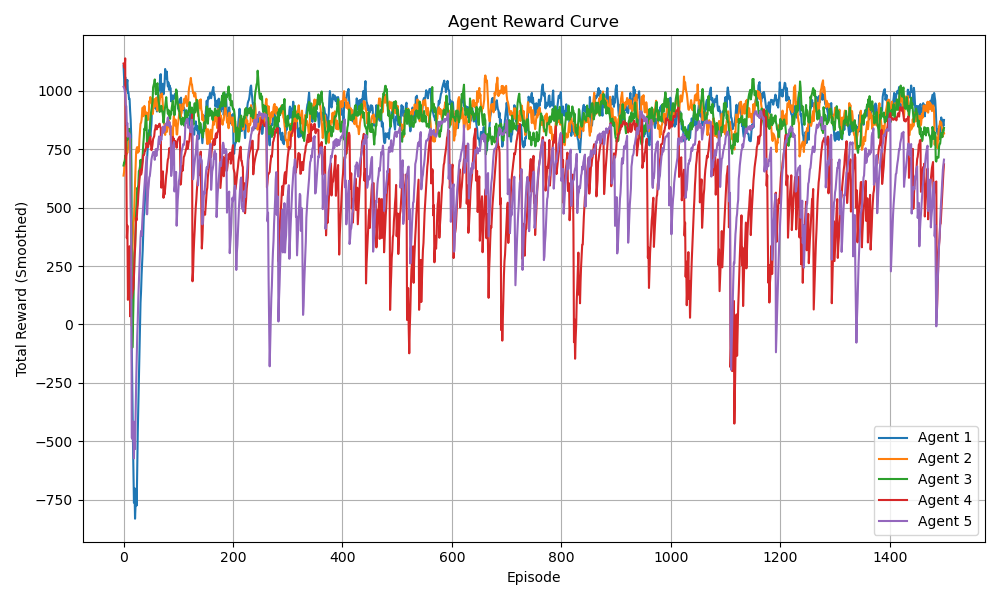 Agent Reward Curve
Total Reward (Smoothed)
1000
750
500
250
0
−250
−500
−750
0 200 400 600 800 1000 1200 1400
Episode
Agent 1
Agent 2
Agent 3
Agent 4
Agent 5